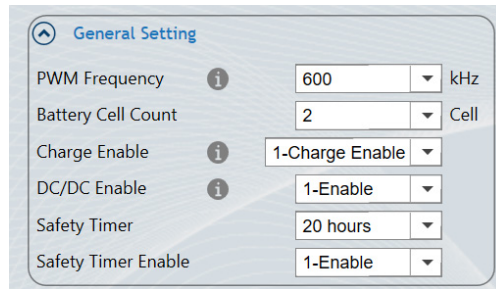 General Setting
PWM Frequency 600 kHz
Battery Cell Count 2 Cell
Charge Enable 1-Charge Enable
DC/DC Enable 1-Enable
Safety Timer 20 hours
Safety Timer Enable 1-Enable